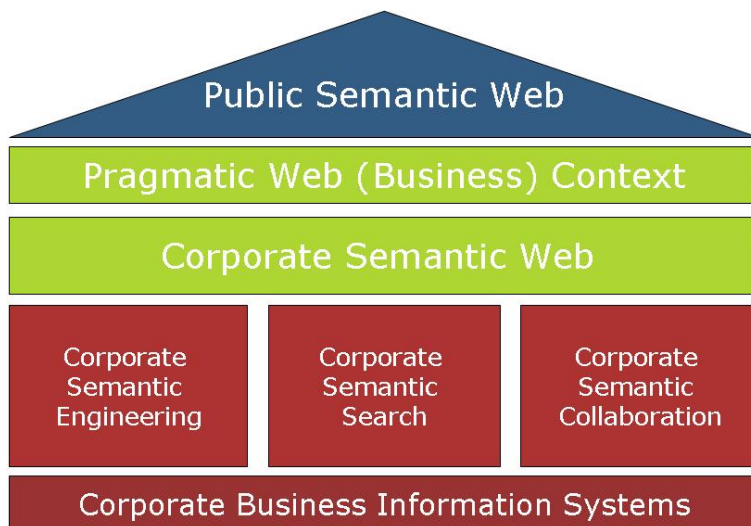 Public Semantic Web
Pragmatic Web (Business) Context
Corporate Semantic Web
Corporate
Semantic
Engineering
Corporate
Semantic
Search
Corporate
Semantic
Collaboration
Corporate Business Information Systems